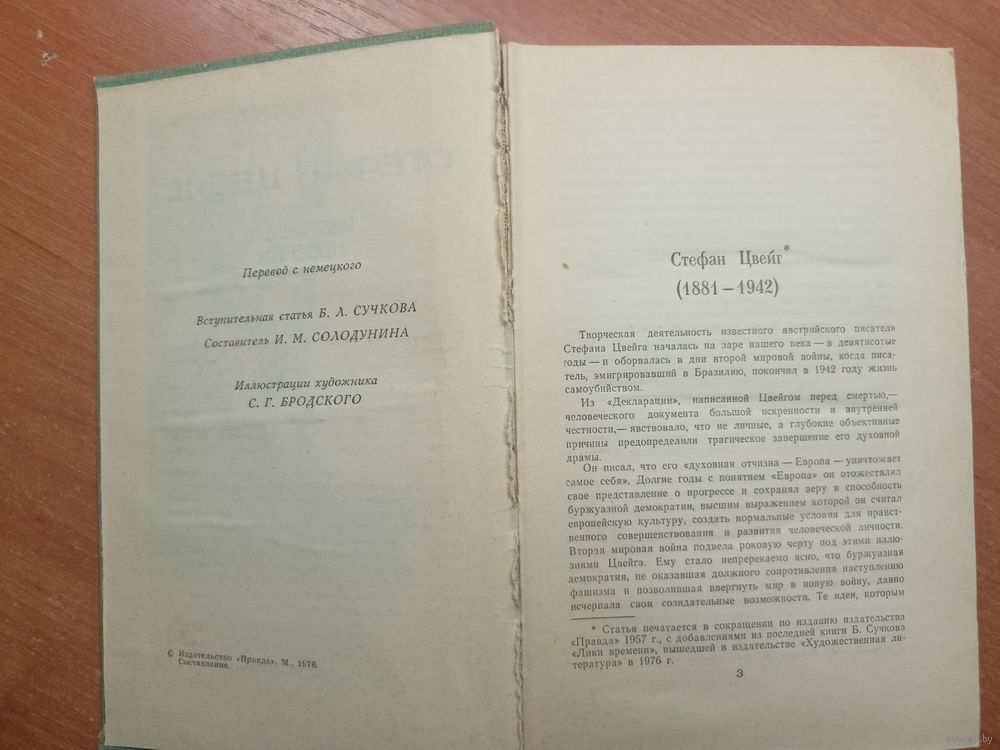 Перевод с немецкого
Вступительная статья Б. Л. СУЧКОВА
Составитель И. М. СОЛОДУНИНА
Иллюстрации художника
С. Г. БРОДСКОГО
© Издательство «Правда». М., 1978.
Составление.
Стефан Цвейг*
(1881—1942)
Творческая деятельность известного австрийского писателя
Стефана Цвейга началась на заре нашего века — в девятисотые
годы — и оборвалась в дни второй мировой войны, когда писа-
тель, эмигрировавший в Бразилию, покончил в 1942 году жизнь
самоубийством.
Из «Декларации», написанной Цвейгом перед смертью,—
человеческого документа большой искренности и внутренней
честности,— явствовало, что не личные, а глубокие объективные
причины предопределили трагическое завершение его духовной
драмы.
Он писал, что его «духовная отчизна — Европа — уничтожает
самое себя». Долгие годы с понятием «Европа» он отожествлял
свое представление о прогрессе и сохранял веру в способность
буржуазной демократии, высшим выражением которой он считал
европейскую культуру, создать нормальные условия для нравст-
венного совершенствования и развития человеческой личности.
Вторая мировая война подвела роковую черту под этими иллю-
зиями Цвейга. Ему стало непререкаемо ясно, что буржуазная
демократия, не оказавшая должного сопротивления наступлению
фашизма и позволившая ввергнуть мир в новую войну, давно
исчерпала свои созидательные возможности. Те идеи, которым
* Статья печатается в сокращении по изданию издательства
«Правда» 1957 г., с добавлениями из последней книги Б. Сучкова
«Лики времени», вышедшей в издательстве «Художественная ли-
тература» в 1976 г.
3